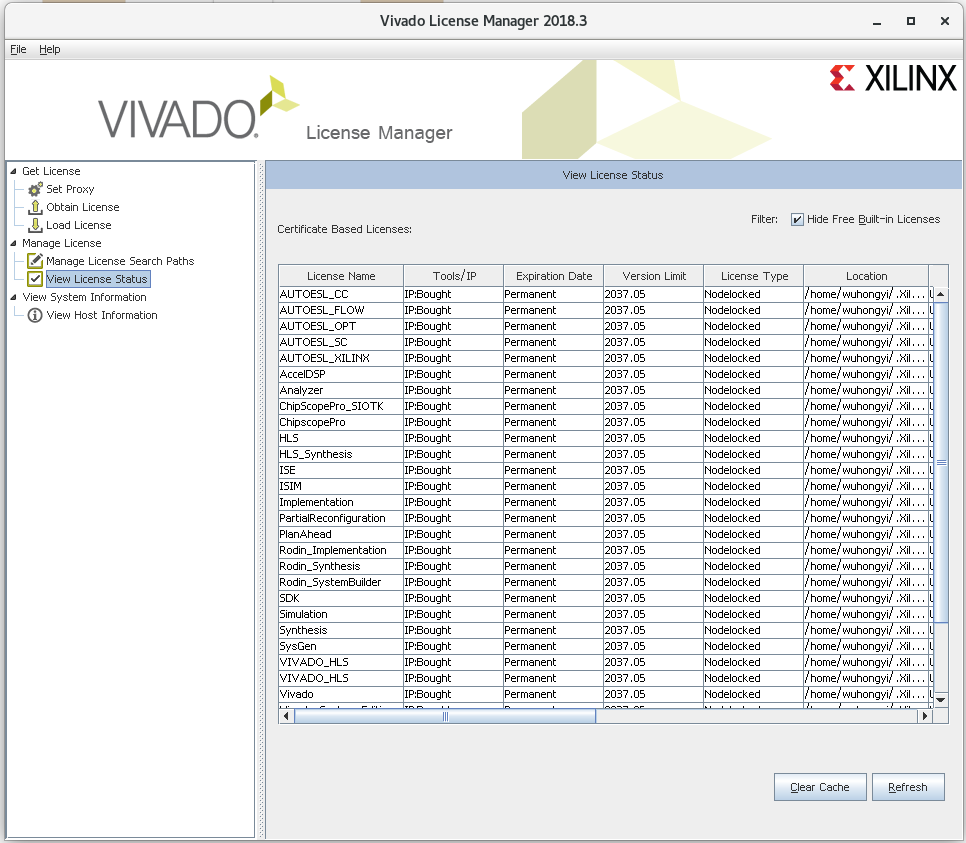 Vivado License Manager 2018.3
File Help
VIVADO. License Manager
XILINX
Get License
Set Proxy
Obtain License
Load License
Manage License
Manage License Search Paths
View License Status
View System Information
View Host Information
View License Status
Filter: Hide Free Built-in Licenses
Certificate Based Licenses:
License Name Tools/IP Expiration Date Version Limit License Type Location
AUTOESL_CC IP:Bought Permanent 2037.05 Nodelocked /home/wuhongyi/.Xil...
AUTOESL_FLOW IP:Bought Permanent 2037.05 Nodelocked /home/wuhongyi/.Xil...
AUTOESL_OPT IP:Bought Permanent 2037.05 Nodelocked /home/wuhongyi/.Xil...
AUTOESL_SC IP:Bought Permanent 2037.05 Nodelocked /home/wuhongyi/.Xil...
AUTOESL_XILINX IP:Bought Permanent 2037.05 Nodelocked /home/wuhongyi/.Xil...
AccelDSP IP:Bought Permanent 2037.05 Nodelocked /home/wuhongyi/.Xil...
Analyzer IP:Bought Permanent 2037.05 Nodelocked /home/wuhongyi/.Xil...
ChipScopePro_SIOTK IP:Bought Permanent 2037.05 Nodelocked /home/wuhongyi/.Xil...
ChipscopePro IP:Bought Permanent 2037.05 Nodelocked /home/wuhongyi/.Xil...
HLS IP:Bought Permanent 2037.05 Nodelocked /home/wuhongyi/.Xil...
HLS_Synthesis IP:Bought Permanent 2037.05 Nodelocked /home/wuhongyi/.Xil...
ISE IP:Bought Permanent 2037.05 Nodelocked /home/wuhongyi/.Xil...
ISIM IP:Bought Permanent 2037.05 Nodelocked /home/wuhongyi/.Xil...
Implementation IP:Bought Permanent 2037.05 Nodelocked /home/wuhongyi/.Xil...
PartialReconfiguration IP:Bought Permanent 2037.05 Nodelocked /home/wuhongyi/.Xil...
PlanAhead IP:Bought Permanent 2037.05 Nodelocked /home/wuhongyi/.Xil...
Rodin_Implementation IP:Bought Permanent 2037.05 Nodelocked /home/wuhongyi/.Xil...
Rodin_Synthesis IP:Bought Permanent 2037.05 Nodelocked /home/wuhongyi/.Xil...
Rodin_SystemBuilder IP:Bought Permanent 2037.05 Nodelocked /home/wuhongyi/.Xil...
SDK IP:Bought Permanent 2037.05 Nodelocked /home/wuhongyi/.Xil...
Simulation IP:Bought Permanent 2037.05 Nodelocked /home/wuhongyi/.Xil...
Synthesis IP:Bought Permanent 2037.05 Nodelocked /home/wuhongyi/.Xil...
SysGen IP:Bought Permanent 2037.05 Nodelocked /home/wuhongyi/.Xil...
VIVADO_HLS IP:Bought Permanent 2037.05 Nodelocked /home/wuhongyi/.Xil...
VIVADO_HLS IP:Bought Permanent 2037.05 Nodelocked /home/wuhongyi/.Xil...
Vivado IP:Bought Permanent 2037.05 Nodelocked /home/wuhongyi/.Xil...
Clear Cache Refresh